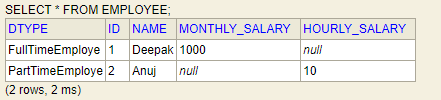 SELECT * FROM EMPLOYEE;
DTYPE ID NAME MONTHLY_SALARY HOURLY_SALARY
FullTimeEmploye 1 Deepak 1000 null
PartTimeEmploye 2 Anuj null 10
(2 rows, 2 ms)